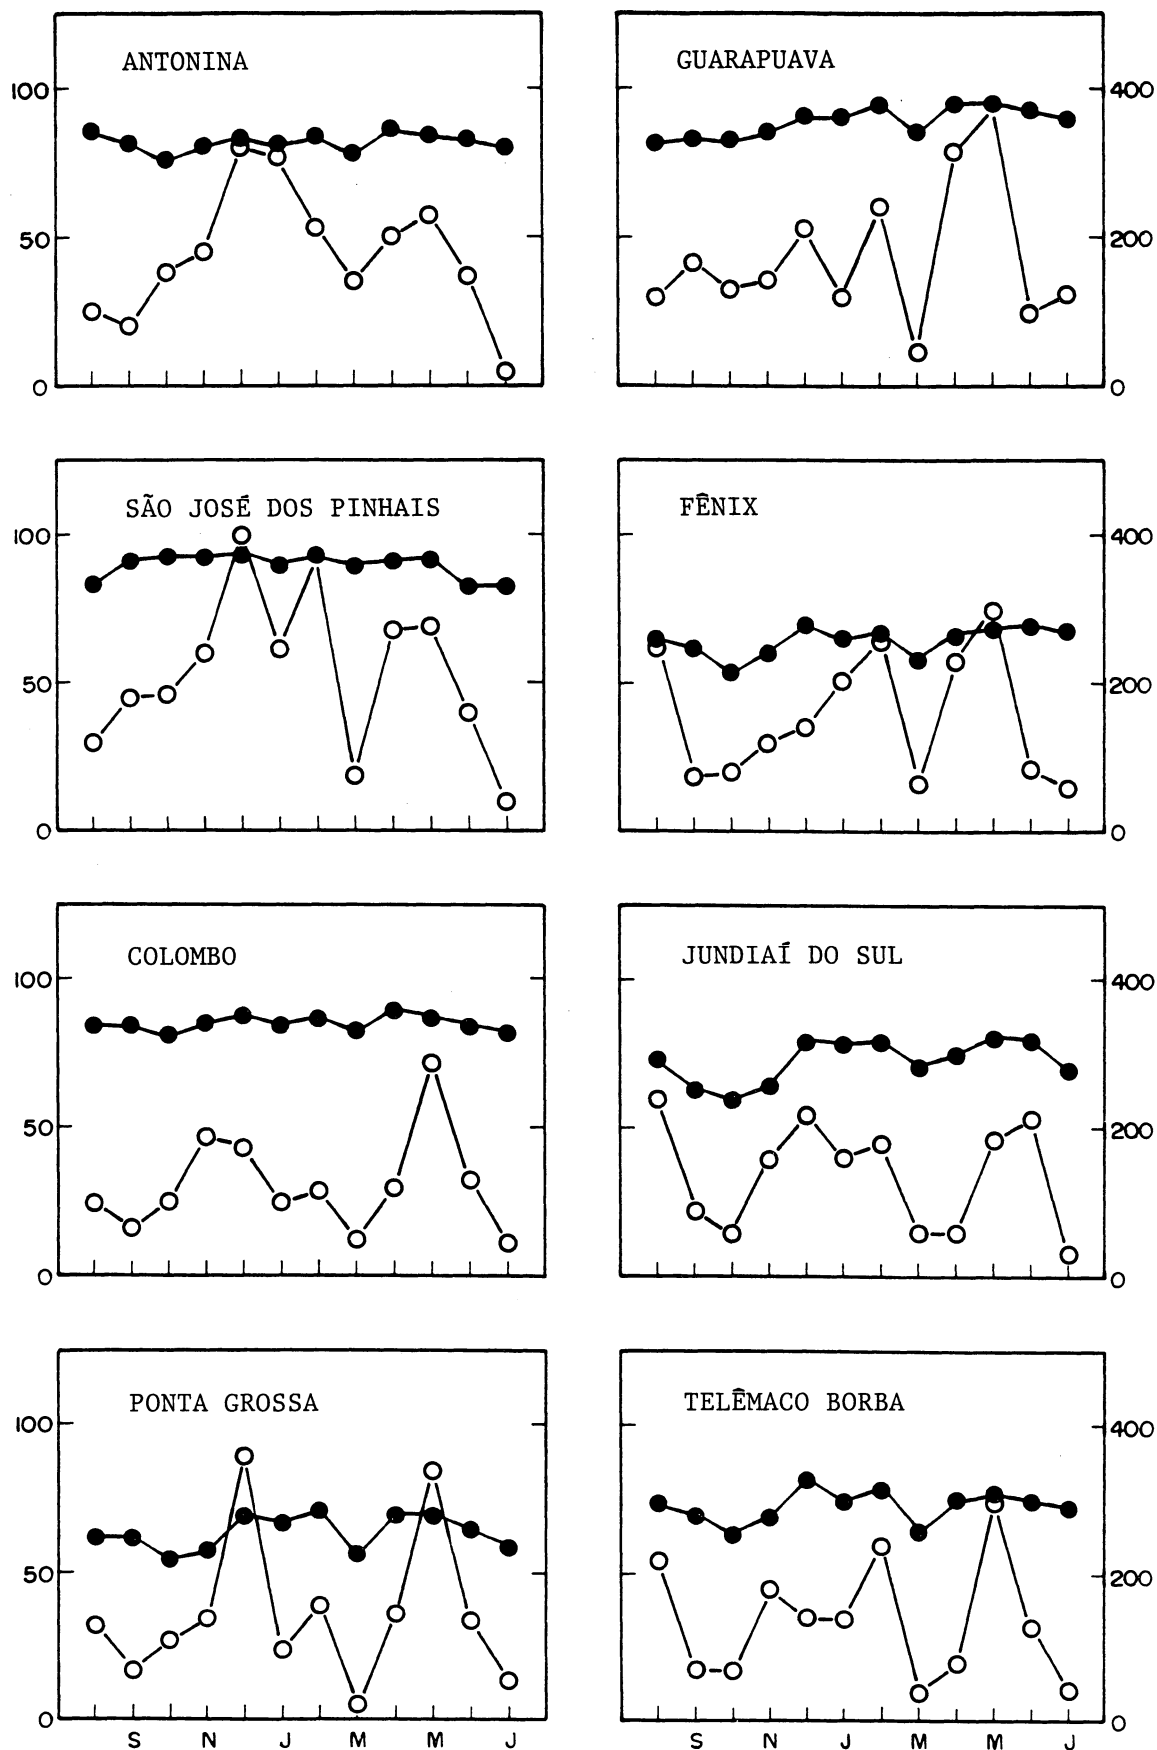 ANTONINA
100
50
0
GUARAPUAVA
400
200
0
SÃO JOSÉ DOS PINHAIS
100
50
0
FÊNIX
400
200
0
COLOMBO
100
50
0
JUNDIAÍ DO SUL
400
200
0
PONTA GROSSA
100
50
0
S N J M M J
TELÊMACO BORBA
400
200
0
S N J M M J